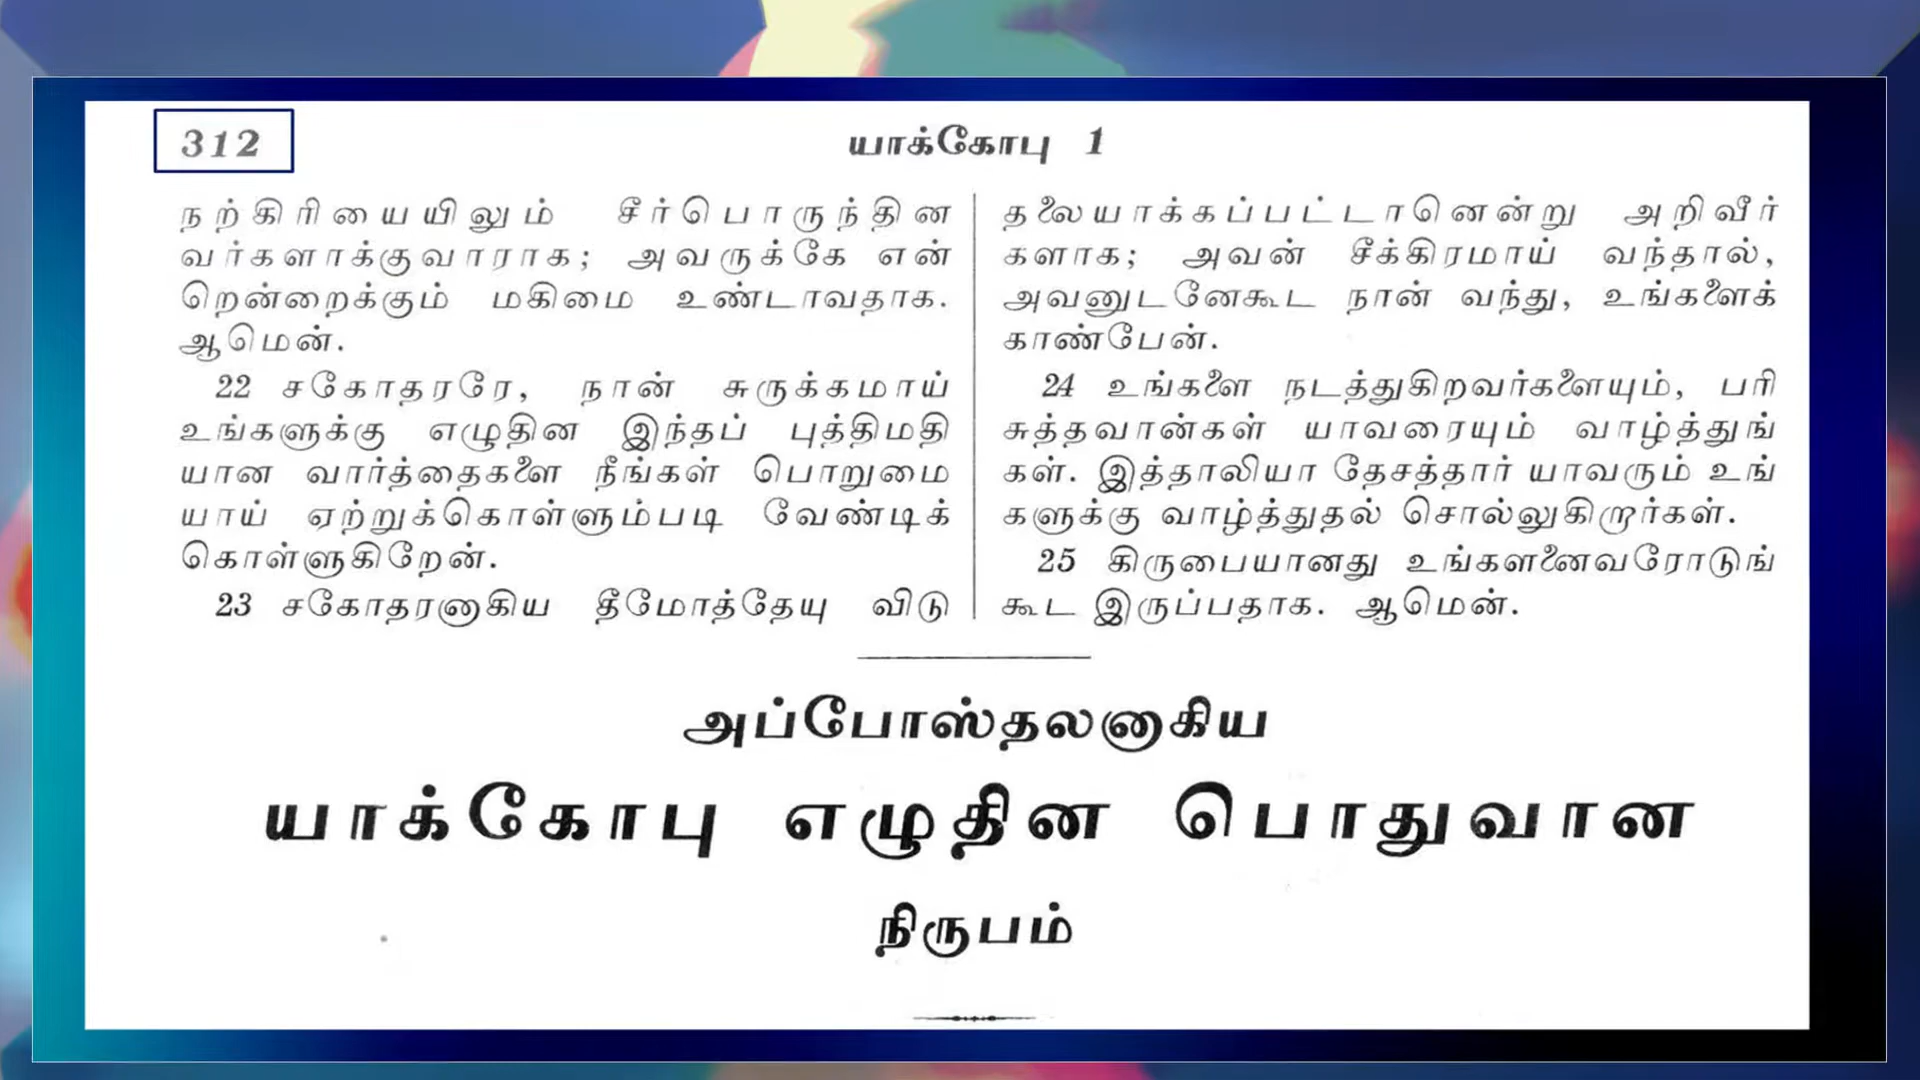 312
யாக்கோபு 1
நற்கிரியையிலும் சீர்பொருந்தின
வர்களாக்குவாராக; அவருக்கே என்
றென்றைக்கும் மகிமை உண்டாவதாக.
ஆமென்.
22 சகோதரரே, நான் சுருக்கமாய்
உங்களுக்கு எழுதின இந்தப் புத்திமதி
யான வார்த்தைகளை நீங்கள் பொறுமை
யாய் ஏற்றுக்கொள்ளும்படி வேண்டிக்
கொள்ளுகிறேன்.
23 சகோதரனாகிய தீமோத்தேயு விடு
தலையாக்கப்பட்டானென்று அறிவீர்
களாக; அவன் சீக்கிரமாய் வந்தால்,
அவனுடனேகூட நான் வந்து, உங்களைக்
காண்பேன்.
24 உங்களை நடத்துகிறவர்களையும், பரி
சுத்தவான்கள் யாவரையும் வாழ்த்துங்
கள். இத்தாலியா தேசத்தார் யாவரும் உங்
களுக்கு வாழ்த்துதல் சொல்லுகிறார்கள்.
25 கிருபையானது உங்களனைவரோடுங்
கூட இருப்பதாக. ஆமென்.
அப்போஸ்தலனாகிய
யாக்கோபு எழுதின பொதுவான
நிருபம்